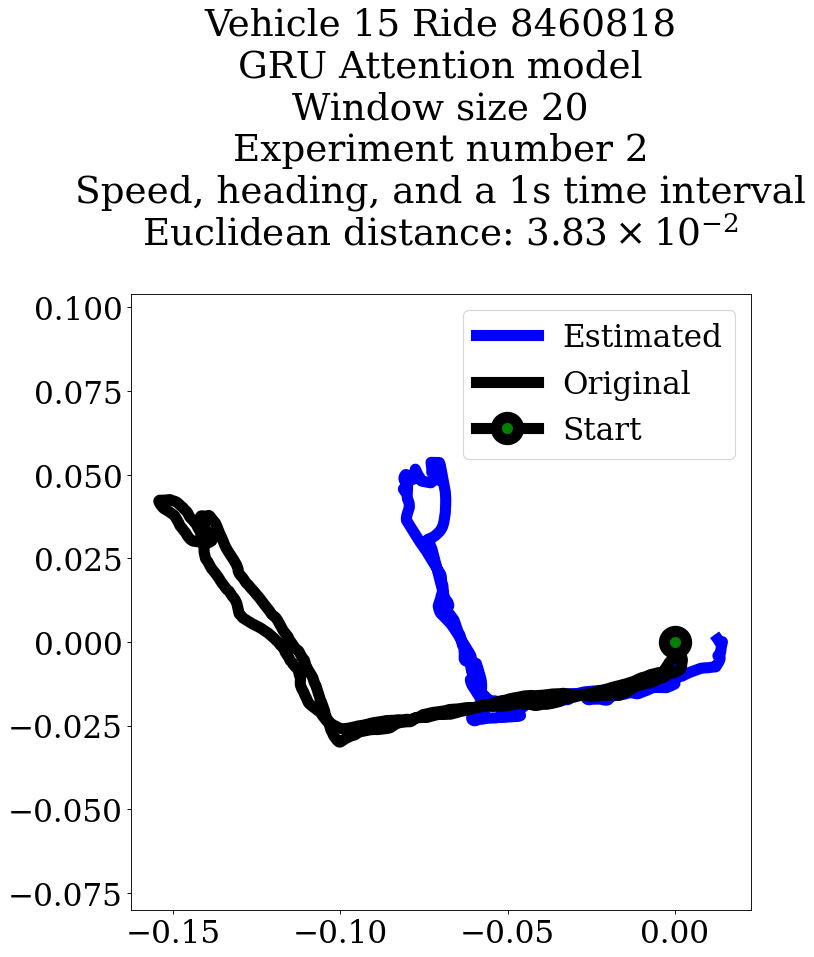 Vehicle 15 Ride 8460818
GRU Attention model
Window size 20
Experiment number 2
Speed, heading, and a 1s time interval
Euclidean distance: 3.83 × 10⁻²
0.100
0.075
0.050
0.025
0.000
−0.025
−0.050
−0.075
Estimated
Original
Start
−0.15 −0.10 −0.05 0.00